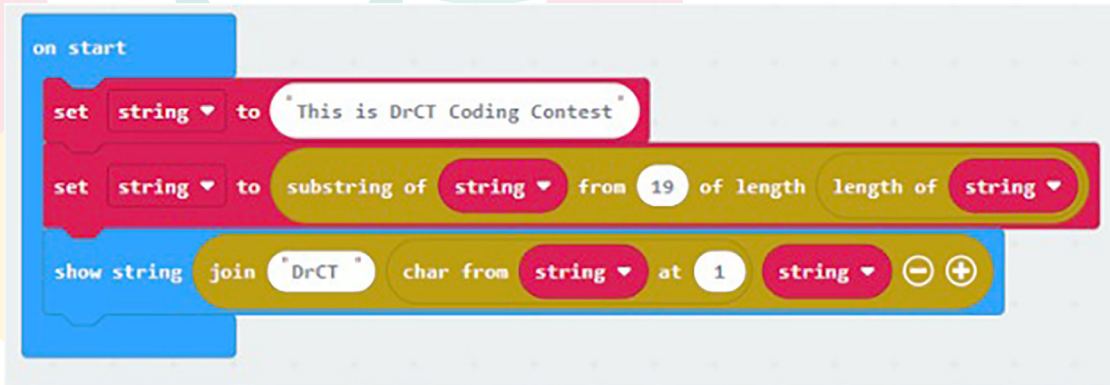 on start
set string to "This is DrCT Coding Contest"
set string to substring of string from 19 of length length of string
show string join "DrCT " char from string at 1 string